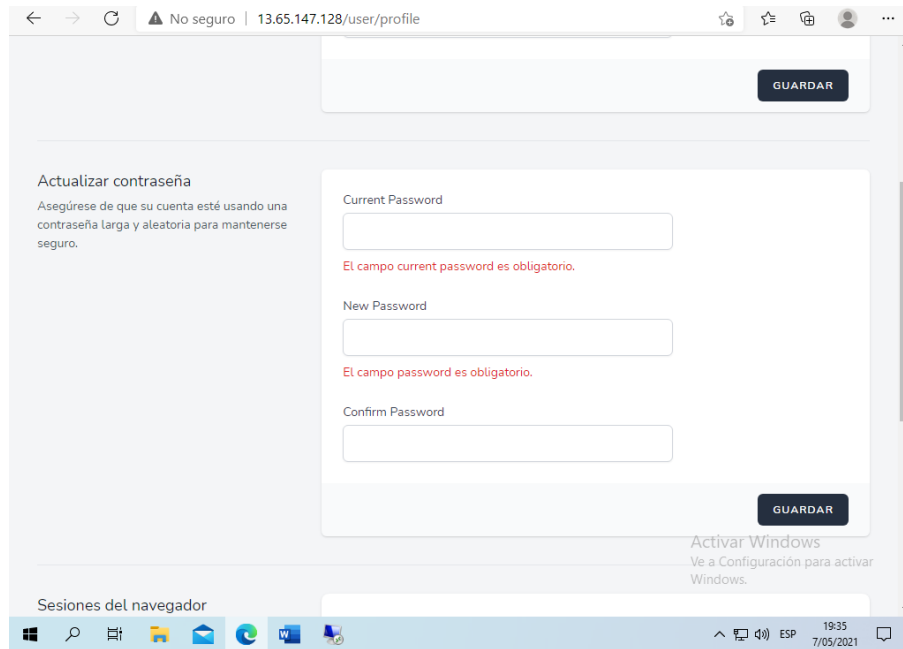 No seguro | 13.65.147.128/user/profile
GUARDAR
Actualizar contraseña
Asegúrese de que su cuenta esté usando una
contraseña larga y aleatoria para mantenerse
seguro.
Current Password
El campo current password es obligatorio.
New Password
El campo password es obligatorio.
Confirm Password
GUARDAR
Activar Windows
Ve a Configuración para activar
Windows.
Sesiones del navegador
ESP
19:35
7/05/2021